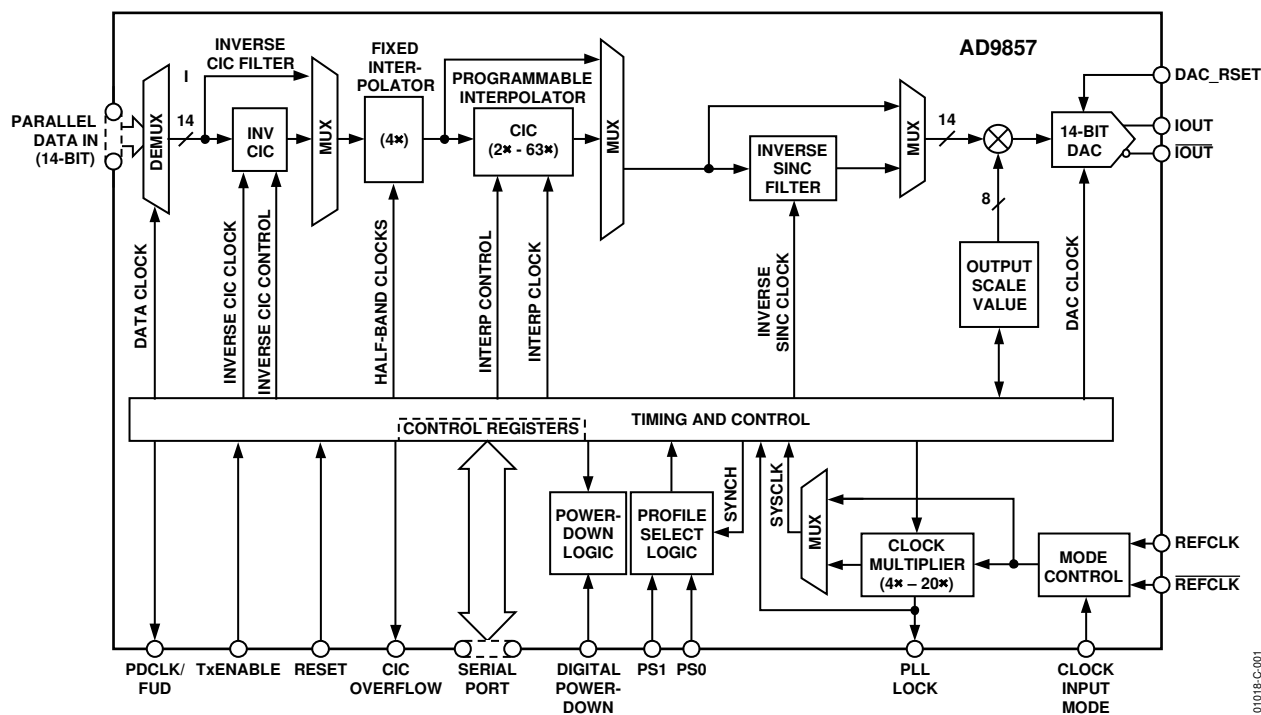 AD9857
INVERSE
CIC FILTER
I
FIXED
INTER-
POLATOR
PROGRAMMABLE
INTERPOLATOR
DAC_RSET
PARALLEL
DATA IN
(14-BIT)
DEMUX
14
INV
CIC
MUX
(4×)
CIC
(2× - 63×)
MUX
INVERSE
SINC
FILTER
MUX
14
14-BIT
DAC
IOUT
IOUT
8
OUTPUT
SCALE
VALUE
DATA CLOCK
INVERSE CIC CLOCK
INVERSE CIC CONTROL
HALF-BAND CLOCKS
INTERP CONTROL
INTERP CLOCK
INVERSE
SINC CLOCK
DAC CLOCK
TIMING AND CONTROL
CONTROL REGISTERS
POWER-
DOWN
LOGIC
PROFILE
SELECT
LOGIC
SYNCH
SYSCLK
MUX
CLOCK
MULTIPLIER
(4× – 20×)
MODE
CONTROL
REFCLK
REFCLK
PDCLK/
FUD
TxENABLE
RESET
CIC
OVERFLOW
SERIAL
PORT
DIGITAL
POWER-
DOWN
PS1
PS0
PLL
LOCK
CLOCK
INPUT
MODE
01018-C-001